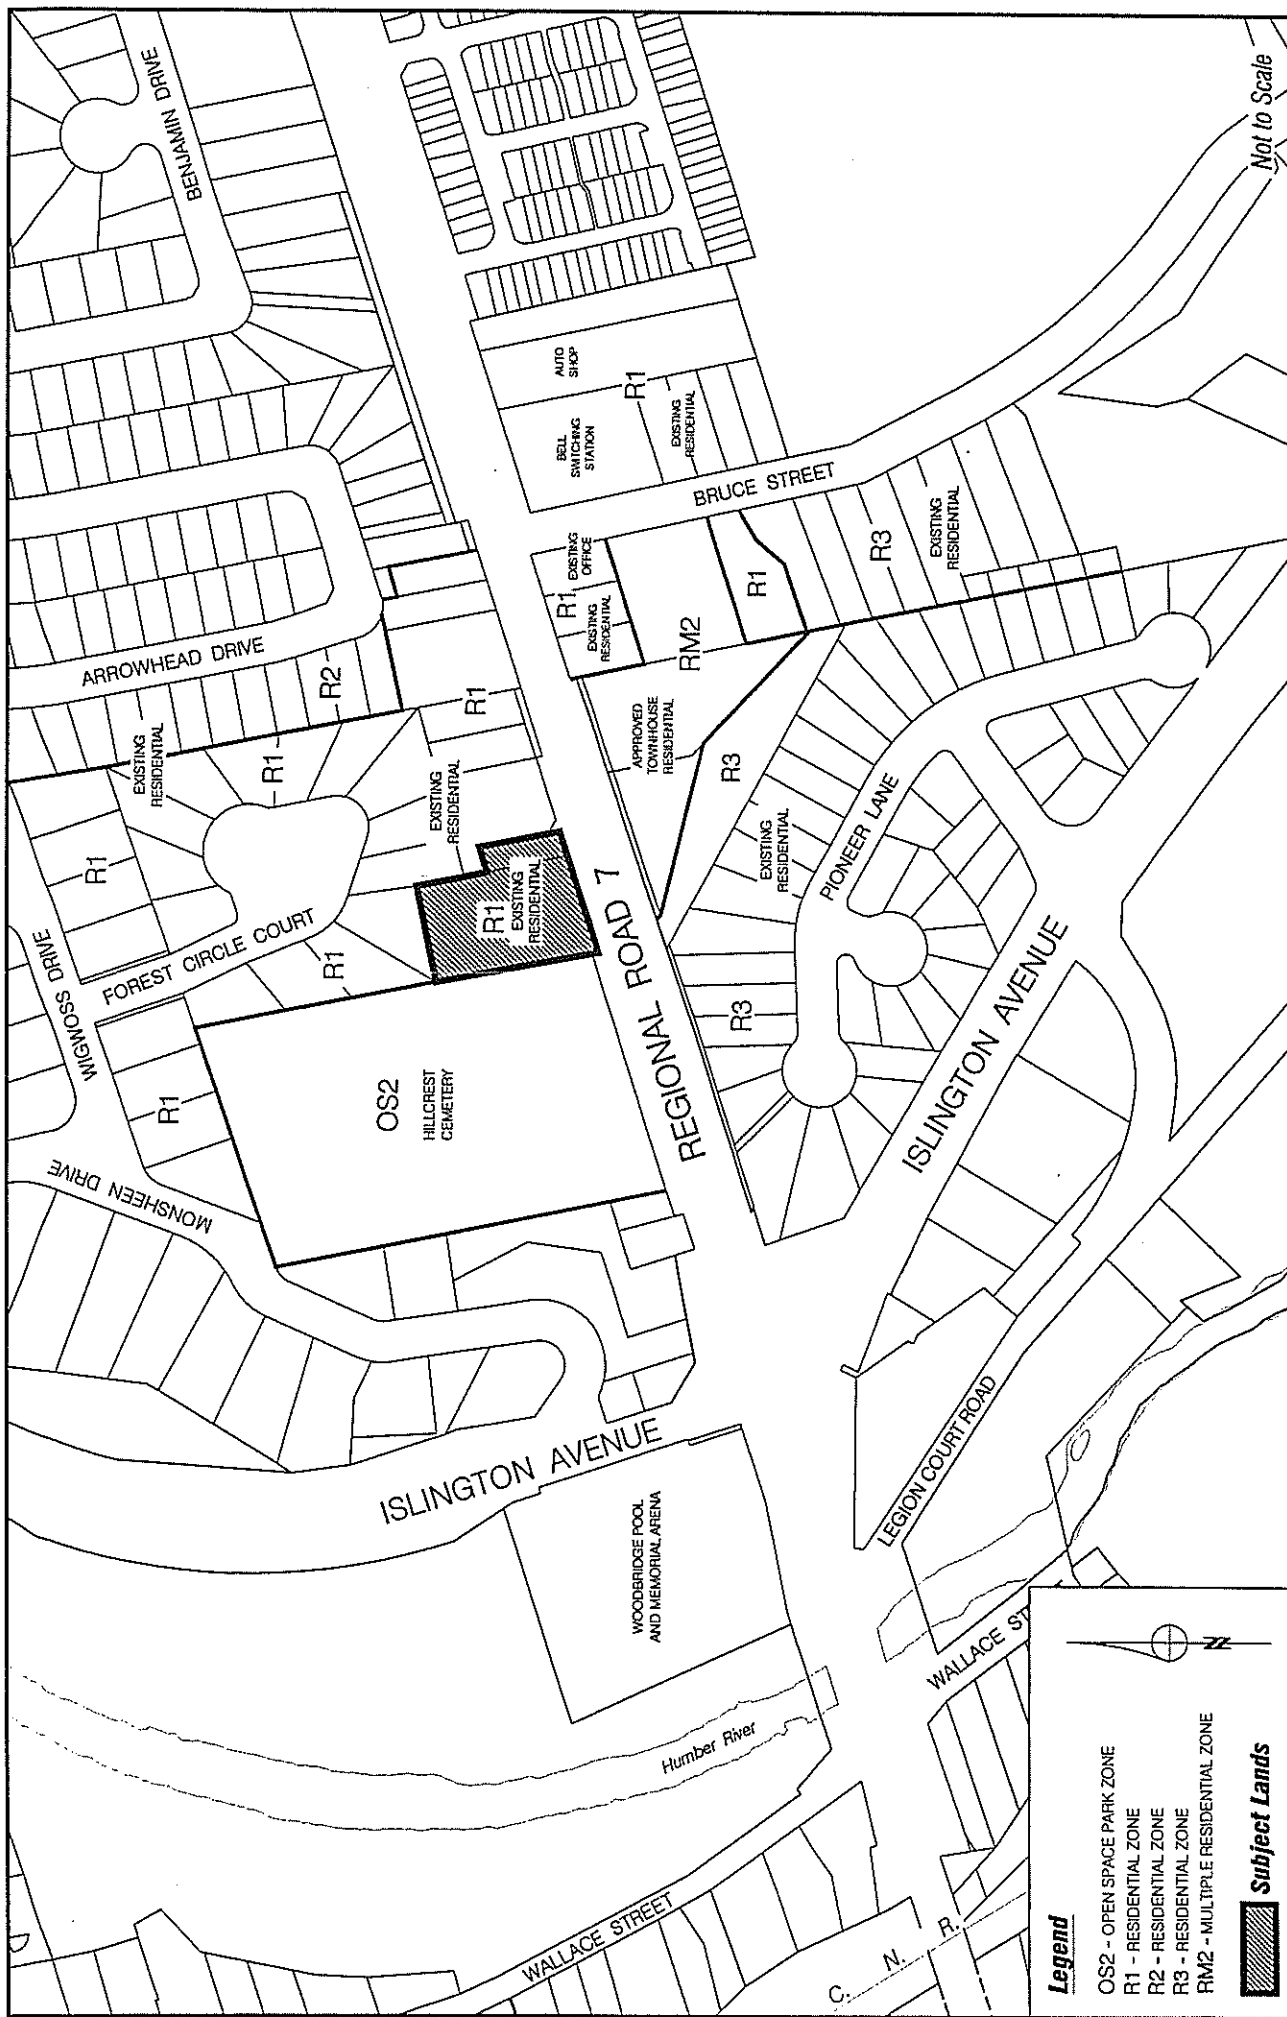 BENJAMIN DRIVE
ARROWHEAD DRIVE
WIGWOSS DRIVE
FOREST CIRCLE COURT
MONSHEEN DRIVE
R1
EXISTING
RESIDENTIAL
R2
R1
R1
R1
R1
EXISTING
RESIDENTIAL
R1
EXISTING
RESIDENTIAL
OS2
HILLCREST
CEMETERY
REGIONAL ROAD 7
AUTO
SHOP
BELL
SWITCHING
STATION
R1
EXISTING
RESIDENTIAL
BRUCE STREET
EXISTING
OFFICE
R1
EXISTING
RESIDENTIAL
RM2
R1
R3
EXISTING
RESIDENTIAL
APPROVED
TOWNHOUSE
RESIDENTIAL
R3
EXISTING
RESIDENTIAL
PIONEER LANE
R3
ISLINGTON AVENUE
ISLINGTON AVENUE
WOODBRIDGE POOL
AND MEMORIAL ARENA
LEGION COURT ROAD
Humber River
WALLACE STREET
WALLACE ST
C. N. R.
Not to Scale
Legend
OS2 - OPEN SPACE PARK ZONE
R1 - RESIDENTIAL ZONE
R2 - RESIDENTIAL ZONE
R3 - RESIDENTIAL ZONE
RM2 - MULTIPLE RESIDENTIAL ZONE
Subject Lands
N